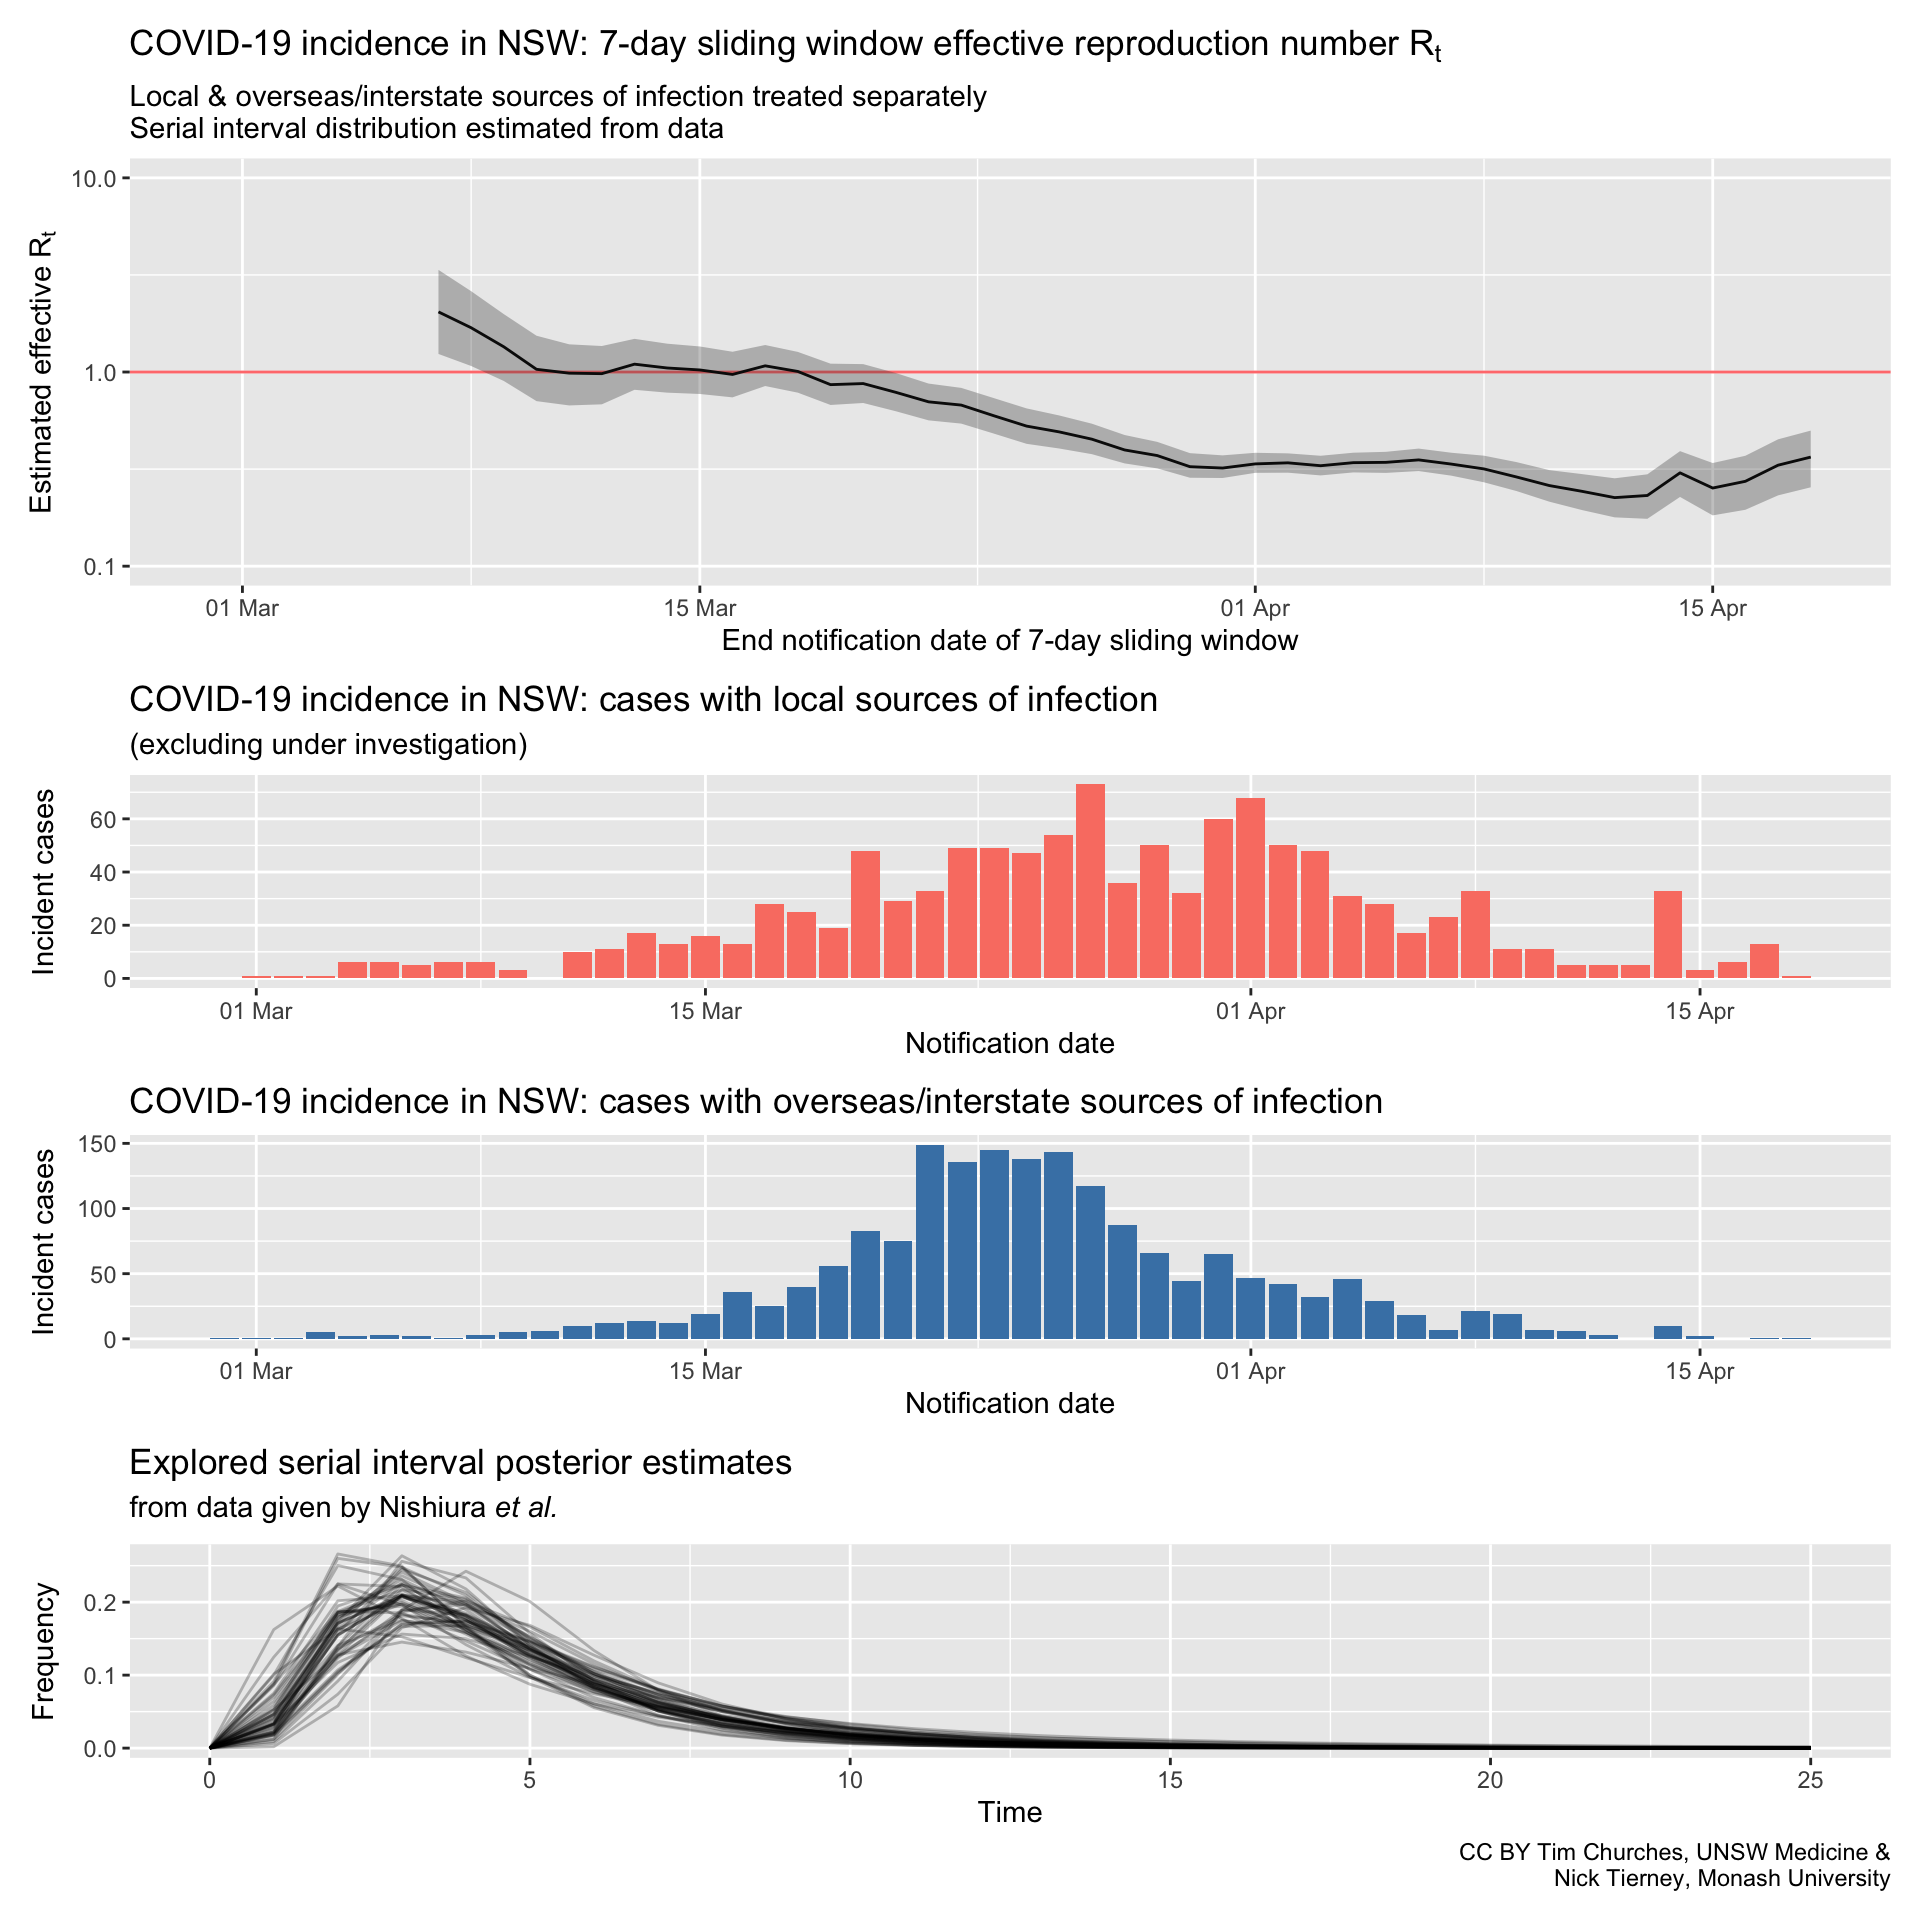 COVID-19 incidence in NSW: 7-day sliding window effective reproduction number Rt
Local & overseas/interstate sources of infection treated separately
Serial interval distribution estimated from data
Estimated effective Rt
10.0
1.0
0.1
01 Mar
15 Mar
01 Apr
15 Apr
End notification date of 7-day sliding window
COVID-19 incidence in NSW: cases with local sources of infection
(excluding under investigation)
Incident cases
60
40
20
0
01 Mar
15 Mar
01 Apr
15 Apr
Notification date
COVID-19 incidence in NSW: cases with overseas/interstate sources of infection
Incident cases
150
100
50
0
01 Mar
15 Mar
01 Apr
15 Apr
Notification date
Explored serial interval posterior estimates
from data given by Nishiura et al.
Frequency
0.2
0.1
0.0
0
5
10
15
20
25
Time
CC BY Tim Churches, UNSW Medicine &
Nick Tierney, Monash University